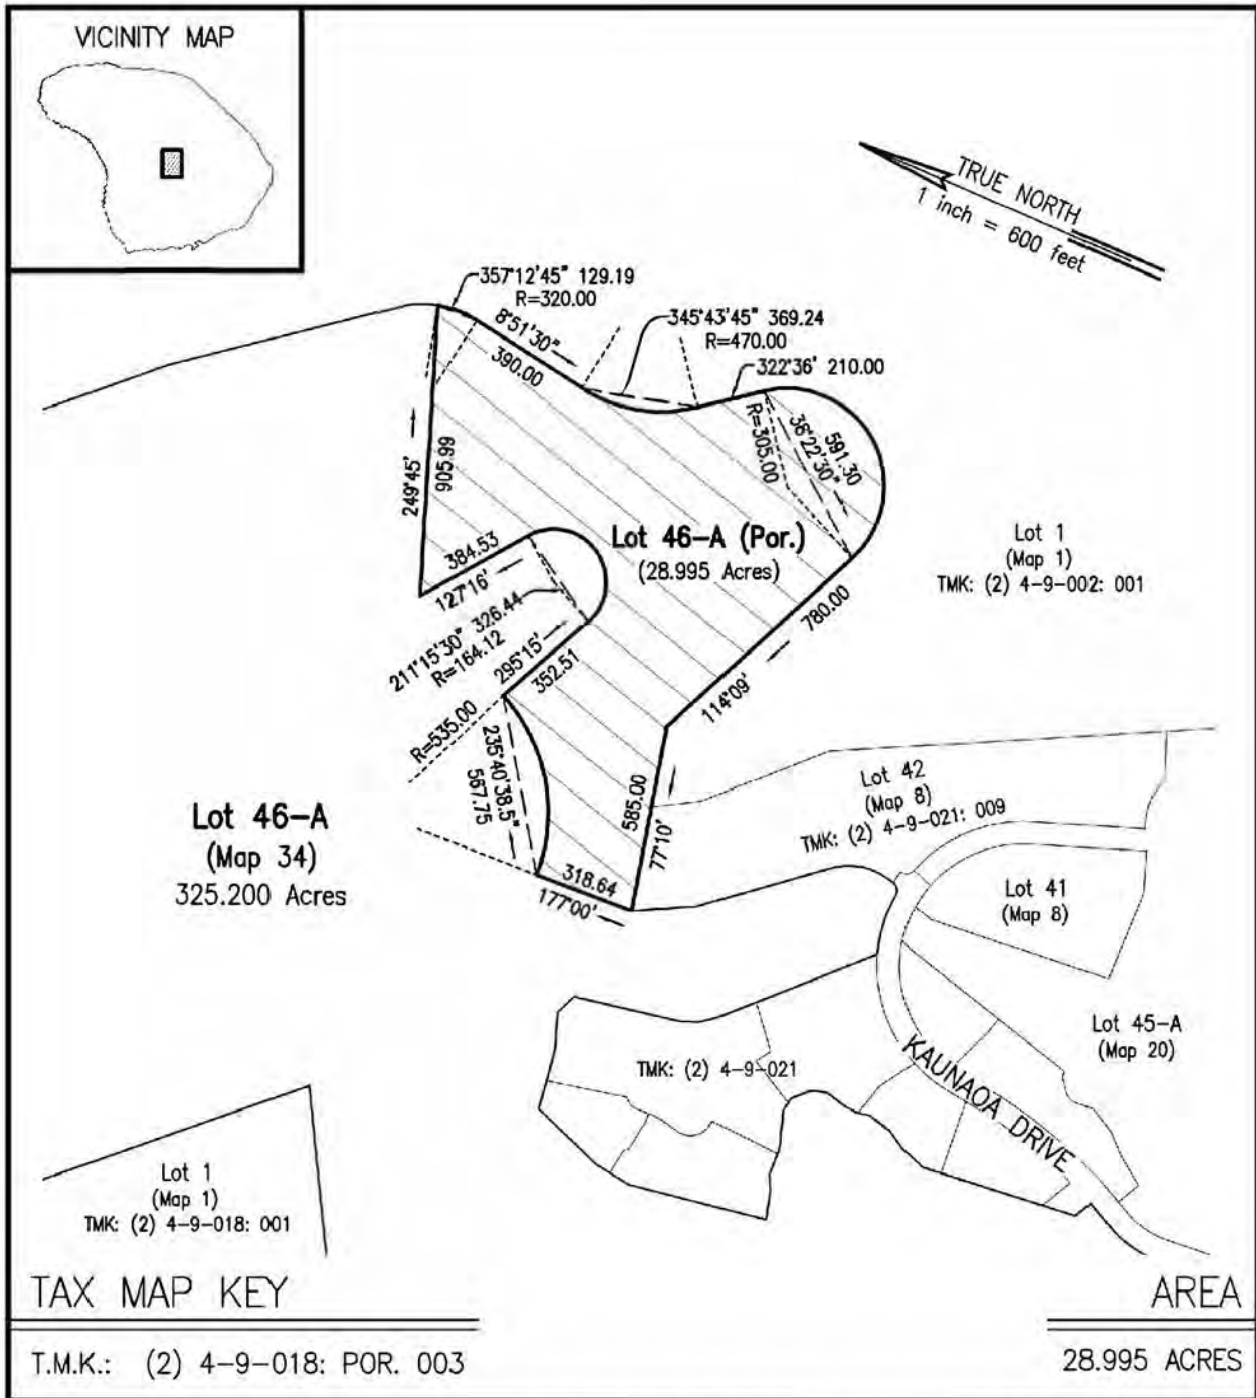 VICINITY MAP
TRUE NORTH
1 inch = 600 feet
357°12'45" 129.19
R=320.00
8°51'30"
390.00
345°43'45" 369.24
R=470.00
322°36' 210.00
R=305.00
38°22'30"
591.30
249°45'
905.99
Lot 46-A (Por.)
(28.995 Acres)
384.53
127°16'
211°15'30" 326.44
R=164.12
295°15'
352.51
R=535.00
235°40'38.5"
567.75
780.00
114°09'
585.00
77°10'
318.64
177°00'
Lot 1
(Map 1)
TMK: (2) 4-9-002: 001
Lot 46-A
(Map 34)
325.200 Acres
Lot 42
(Map 8)
TMK: (2) 4-9-021: 009
Lot 41
(Map 8)
Lot 45-A
(Map 20)
TMK: (2) 4-9-021
KAUNAOA DRIVE
Lot 1
(Map 1)
TMK: (2) 4-9-018: 001
TAX MAP KEY
AREA
T.M.K.: (2) 4-9-018: POR. 003
28.995 ACRES